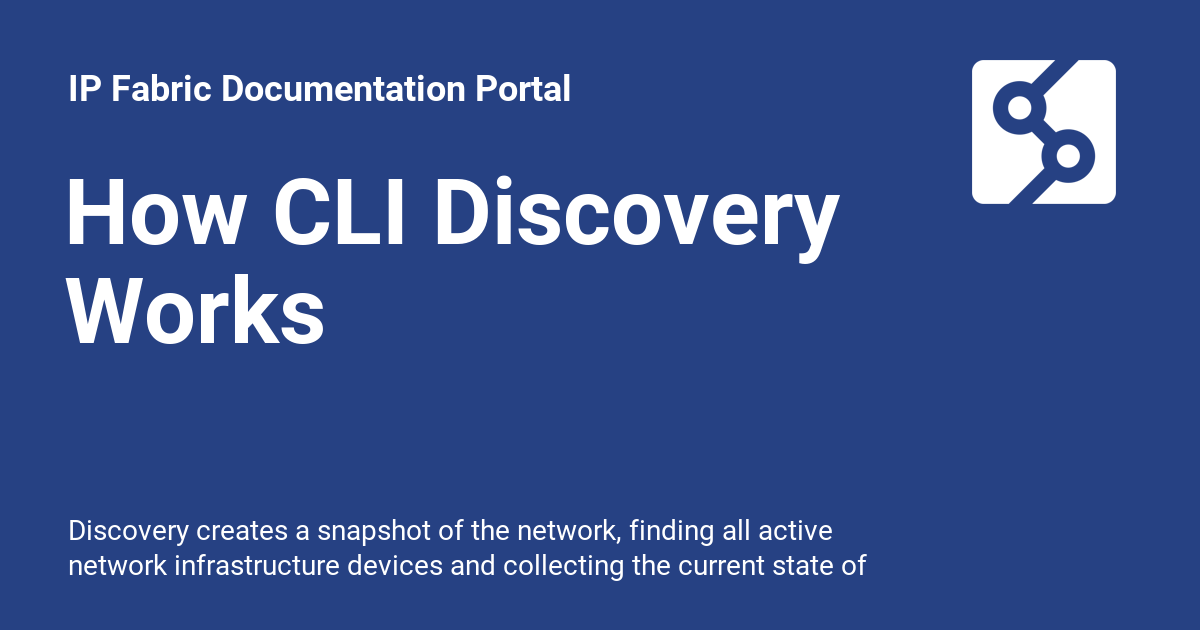 IP Fabric Documentation Portal
How CLI Discovery
Works
Discovery creates a snapshot of the network, finding all active
network infrastructure devices and collecting the current state of